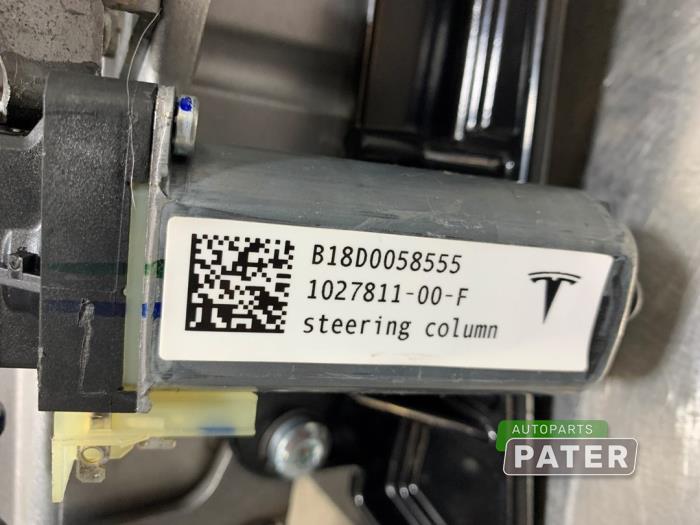 B18D0058555
1027811-00-F
steering column
AUTOPARTS
PATER